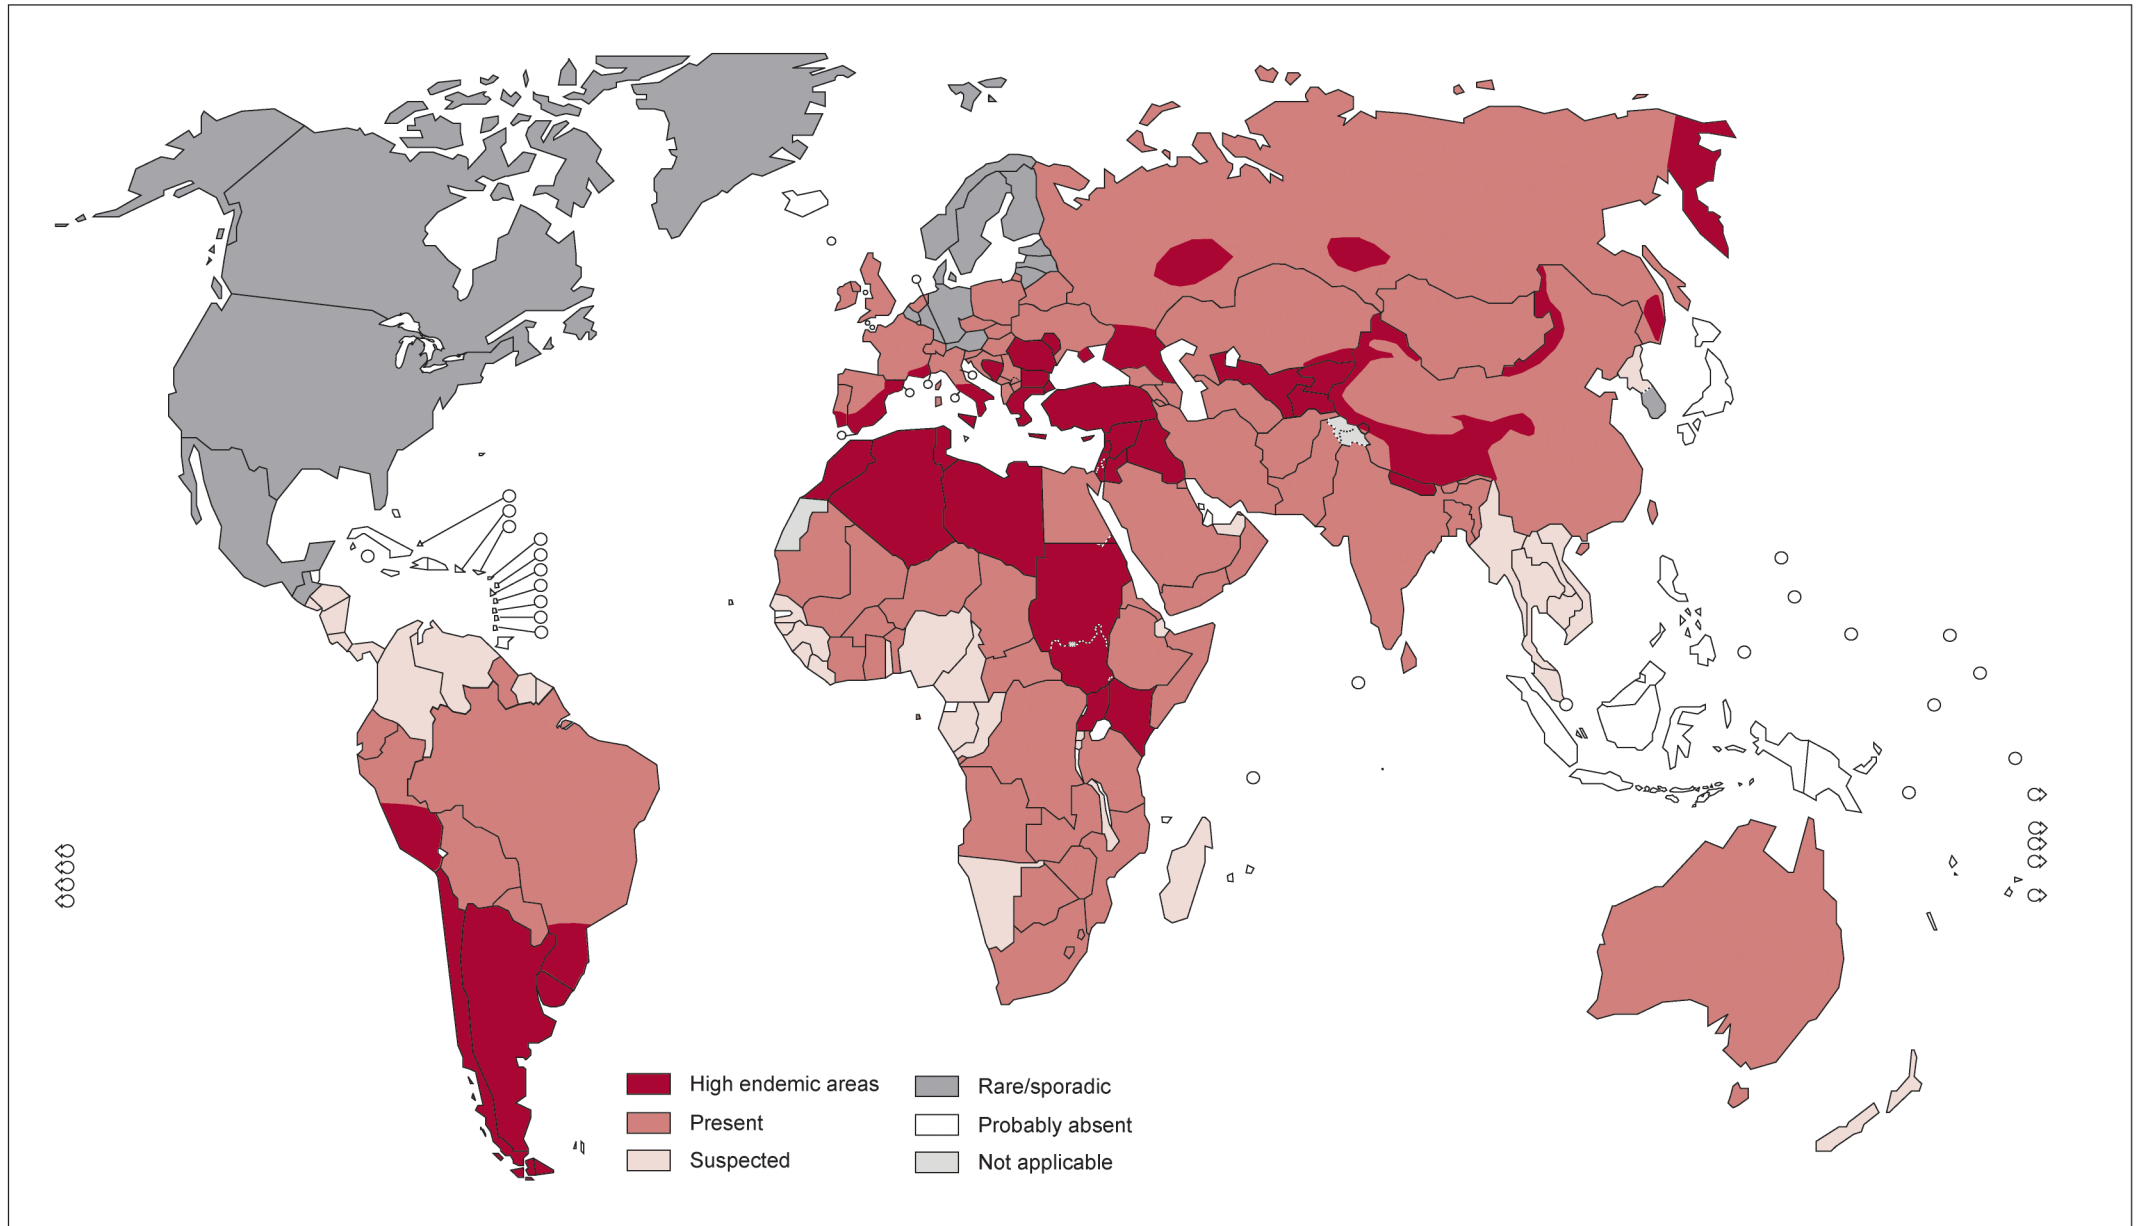 High endemic areas
Present
Suspected
Rare/sporadic
Probably absent
Not applicable